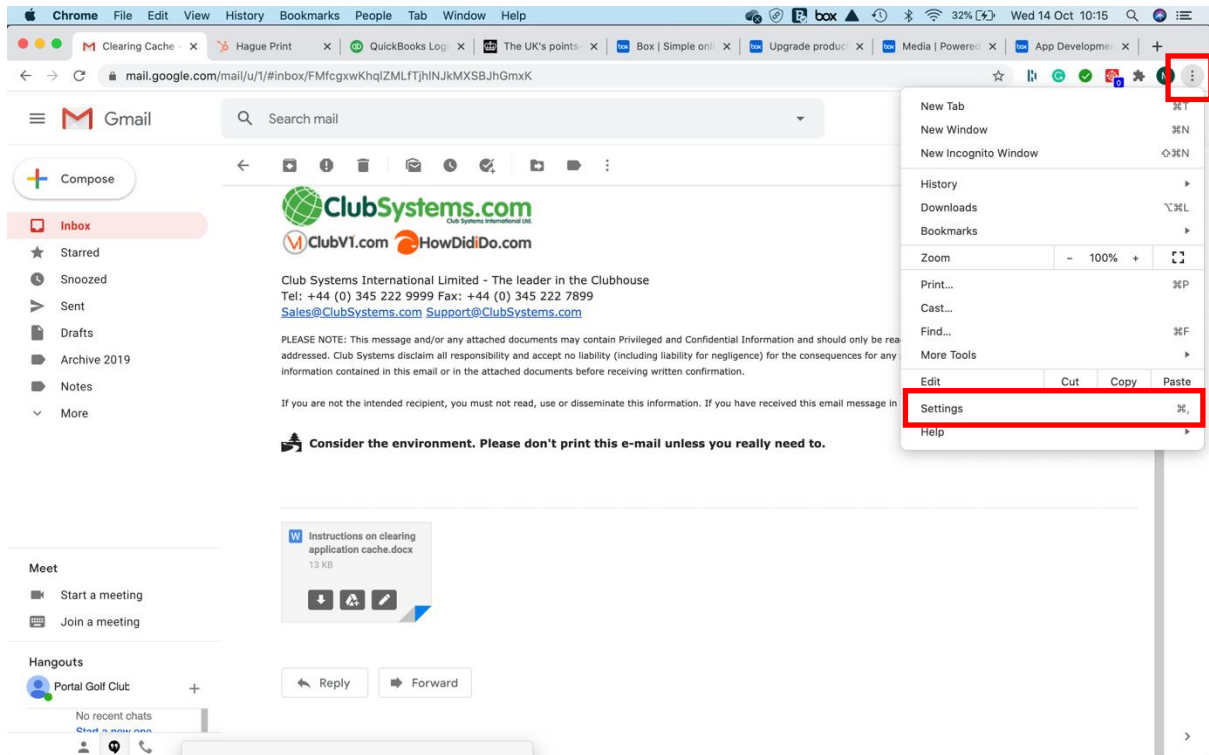 Chrome File Edit View History Bookmarks People Tab Window Help box 32% Wed 14 Oct 10:15
Clearing Cache - Hague Print QuickBooks Logi The UK's points- Box | Simple onli Upgrade product Media | Powered App Developmen
mail.google.com/mail/u/1/#inbox/FMfcgxwKhqlZMLfTjhlNJkMXSBJhGmxK
Gmail
Search mail
Compose
Inbox
Starred
Snoozed
Sent
Drafts
Archive 2019
Notes
More
Meet
Start a meeting
Join a meeting
Hangouts
Portal Golf Club
No recent chats
Start a new one
ClubSystems.com
Club Systems International Ltd.
ClubV1.com HowDidiDo.com
Club Systems International Limited - The leader in the Clubhouse
Tel: +44 (0) 345 222 9999 Fax: +44 (0) 345 222 7899
Sales@ClubSystems.com Support@ClubSystems.com
PLEASE NOTE: This message and/or any attached documents may contain Privileged and Confidential Information and should only be rea
addressed. Club Systems disclaim all responsibility and accept no liability (including liability for negligence) for the consequences for any
information contained in this email or in the attached documents before receiving written confirmation.
If you are not the intended recipient, you must not read, use or disseminate this information. If you have received this email message in
Consider the environment. Please don't print this e-mail unless you really need to.
W Instructions on clearing
application cache.docx
13 KB
Reply Forward
M
0
New Tab ⌘T
New Window ⌘N
New Incognito Window ⇧⌘N
History
Downloads ⌥⌘L
Bookmarks
Zoom - 100% +
Print... ⌘P
Cast...
Find... ⌘F
More Tools
Edit Cut Copy Paste
Settings ⌘,
Help